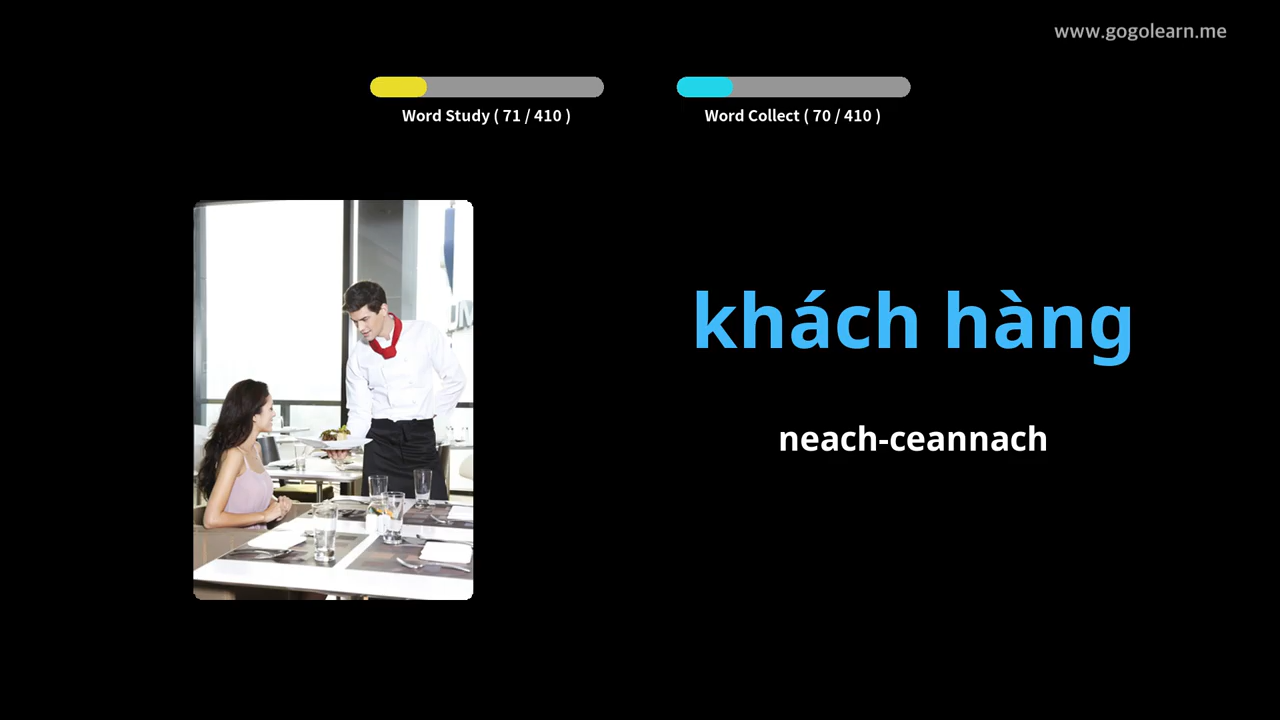 www.gogolearn.me
Word Study ( 71 / 410 )
Word Collect ( 70 / 410 )
khách hàng
neach-ceannach